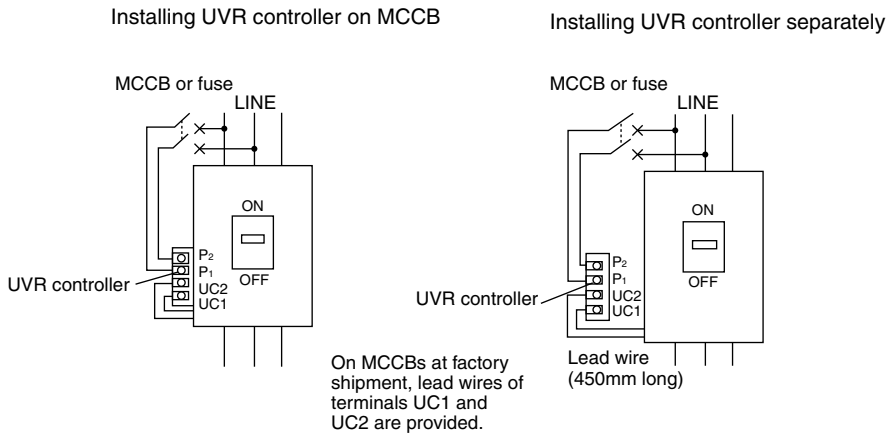 Installing UVR controller on MCCB
MCCB or fuse
LINE
ON
OFF
P2
P1
UC2
UC1
UVR controller
On MCCBs at factory
shipment, lead wires of
terminals UC1 and
UC2 are provided.
Installing UVR controller separately
MCCB or fuse
LINE
ON
OFF
P2
P1
UC2
UC1
UVR controller
Lead wire
(450mm long)